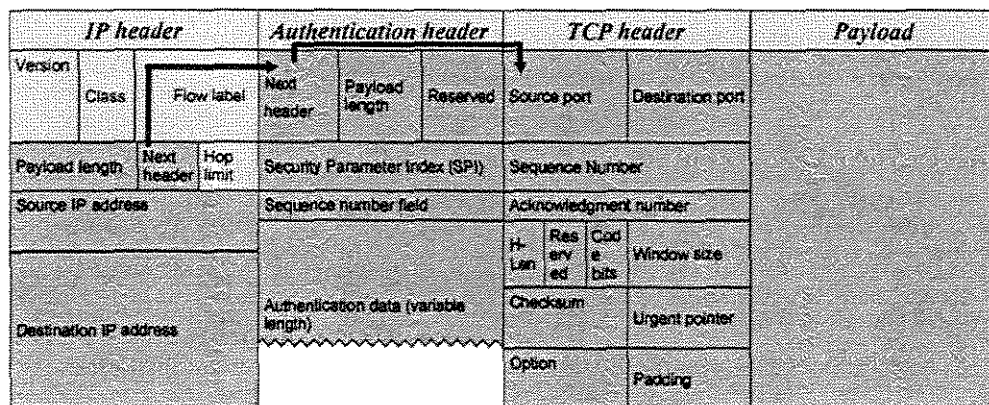 IP header
Authentication header
TCP header
Payload
Version
Class
Flow label
Next
header
Payload
length
Reserved
Source port
Destination port
Payload length
Next
header
Hop
limit
Security Parameter Index (SPI)
Sequence Number
Source IP address
Sequence number field
Acknowledgment number
H-
Len
Res
erv
ed
Cod
e
bits
Window size
Destination IP address
Authentication data (variable
length)
Checksum
Urgent pointer
Option
Padding